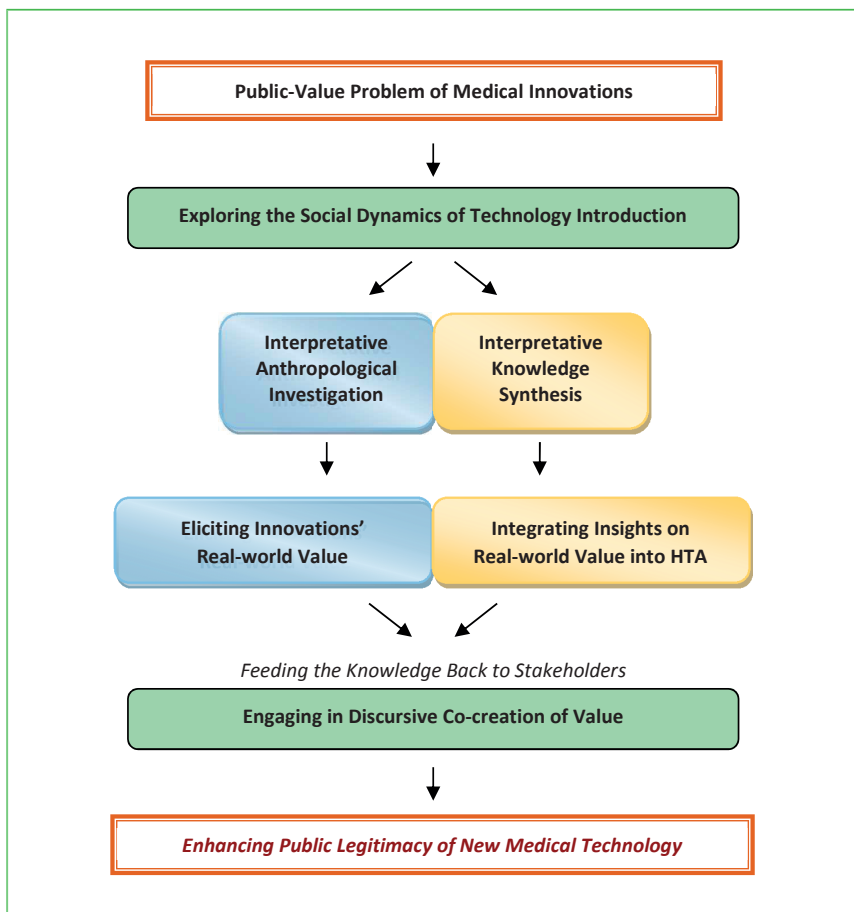 Public-Value Problem of Medical Innovations
Exploring the Social Dynamics of Technology Introduction
Interpretative
Anthropological
Investigation
Interpretative
Knowledge
Synthesis
Eliciting Innovations’
Real-world Value
Integrating Insights on
Real-world Value into HTA
Feeding the Knowledge Back to Stakeholders
Engaging in Discursive Co-creation of Value
Enhancing Public Legitimacy of New Medical Technology